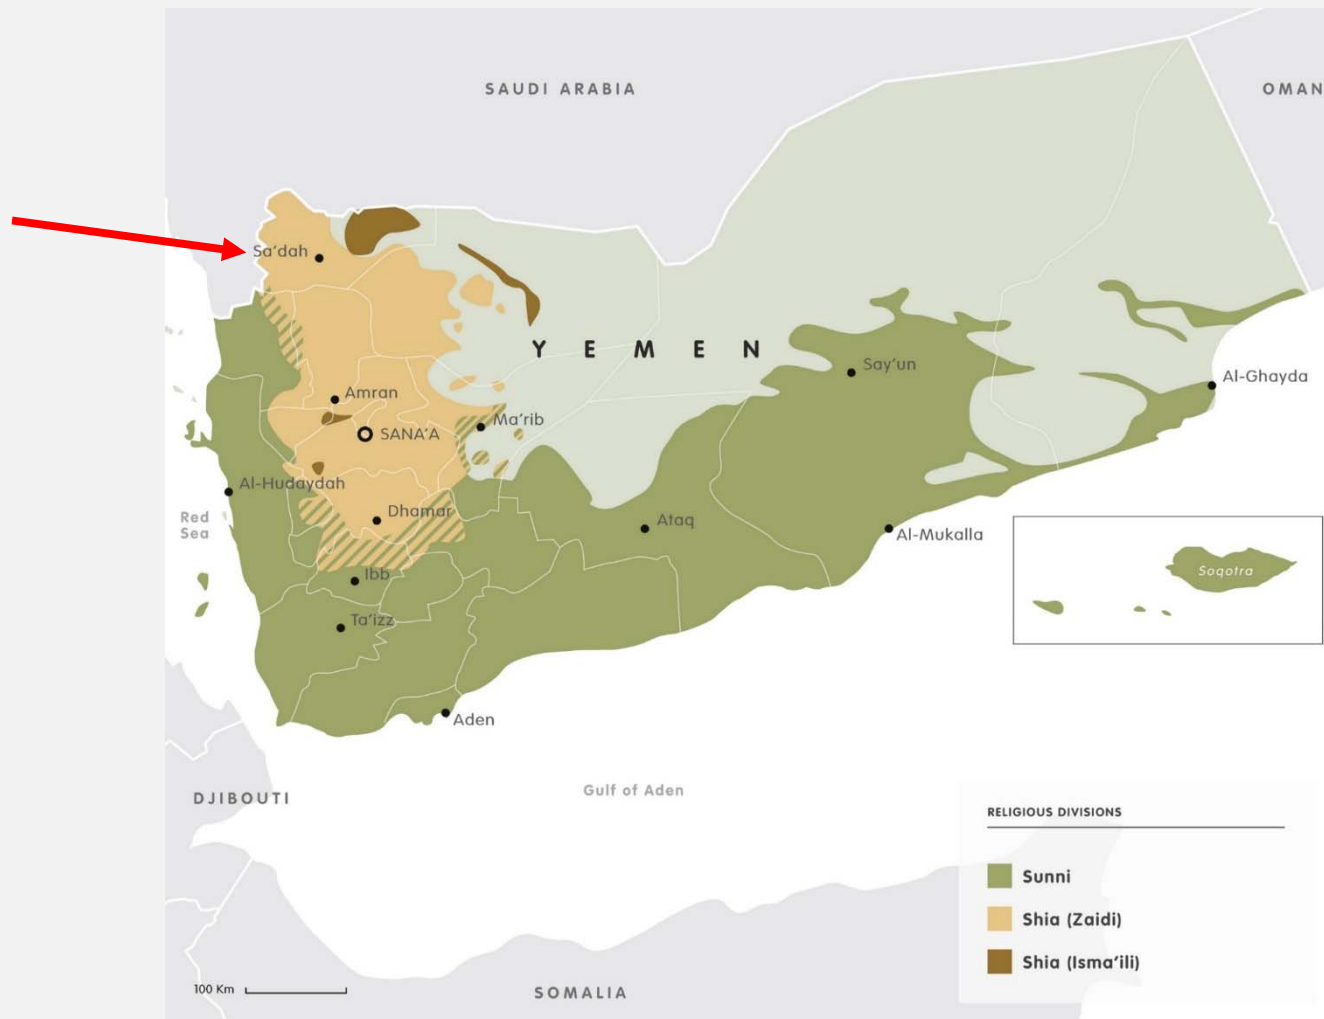 SAUDI ARABIA
OMAN
Sa'dah
YEMEN
Say'un
Al-Ghayda
Amran
Ma'rib
SANA'A
Al-Hudaydah
Dhamar
Red
Sea
Ataq
Al-Mukalla
Ibb
Soqotra
Ta'izz
Aden
Gulf of Aden
DJIBOUTI
RELIGIOUS DIVISIONS
Sunni
Shia (Zaidi)
Shia (Isma'ili)
100 Km
SOMALIA